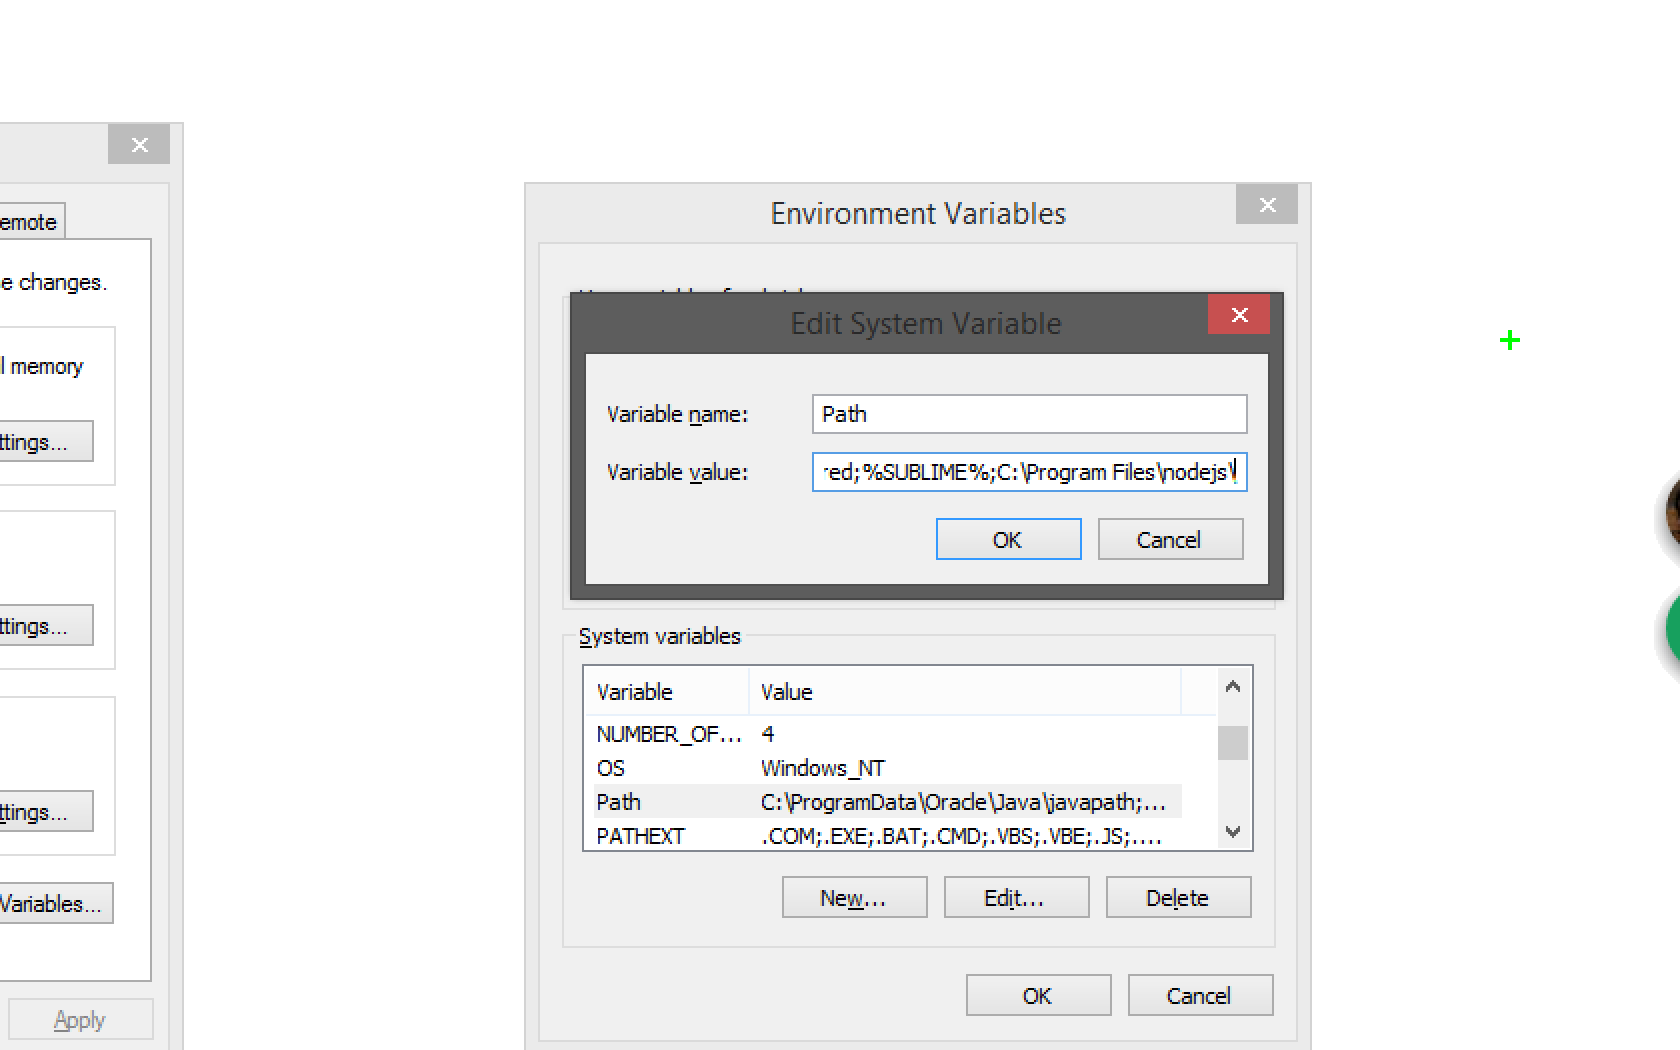 emote
e changes.
l memory
ttings...
ttings...
ttings...
Variables...
Apply
Environment Variables
Edit System Variable
Variable name:
Path
Variable value:
red;%SUBLIME%;C:\Program Files\nodejs\
OK
Cancel
System variables
Variable Value
NUMBER_OF... 4
OS Windows_NT
Path C:\ProgramData\Oracle\Java\javapath;...
PATHEXT .COM;.EXE;.BAT;.CMD;.VBS;.VBE;.JS;....
New... Edit... Delete
OK Cancel